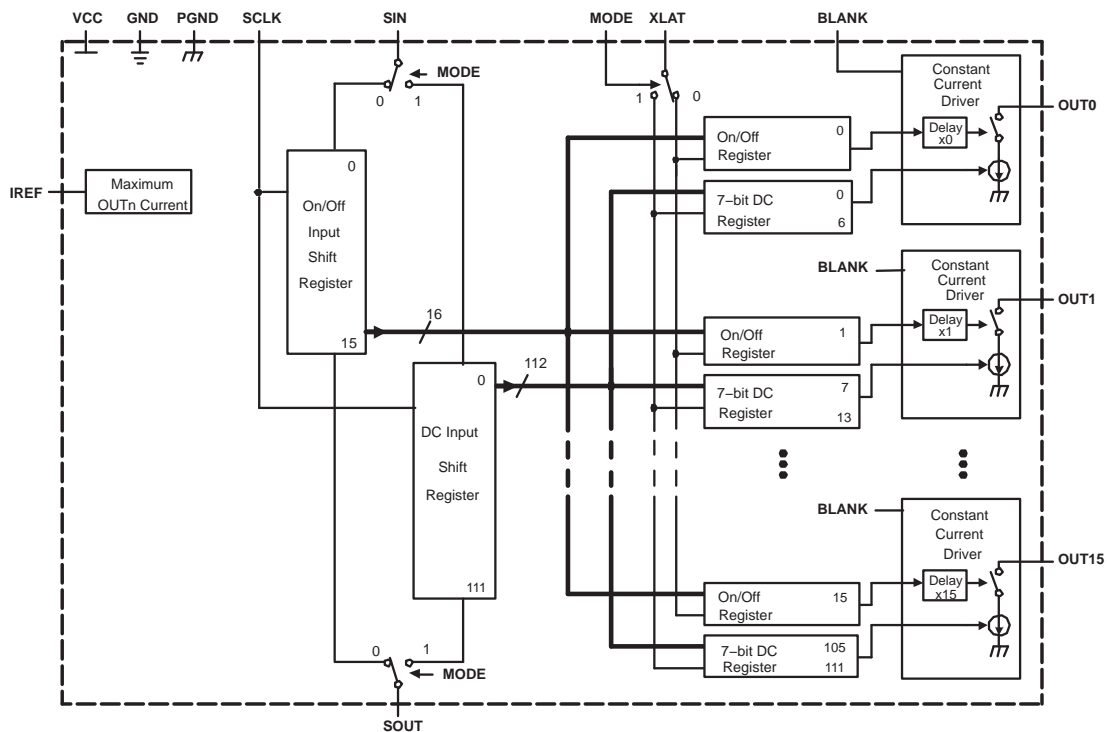 VCC GND PGND SCLK SIN MODE XLAT BLANK
MODE
0 1
1 0
Constant
Current
Driver
OUT0
Delay
x0
On/Off
Register
0
7−bit DC
Register
0
6
IREF
Maximum
OUTn Current
0
On/Off
Input
Shift
Register
15
16
BLANK
Constant
Current
Driver
OUT1
Delay
x1
On/Off
Register
1
7−bit DC
Register
7
13
0
112
DC Input
Shift
Register
111
BLANK
Constant
Current
Driver
OUT15
Delay
x15
On/Off
Register
15
7−bit DC
Register
105
111
0 1
MODE
SOUT